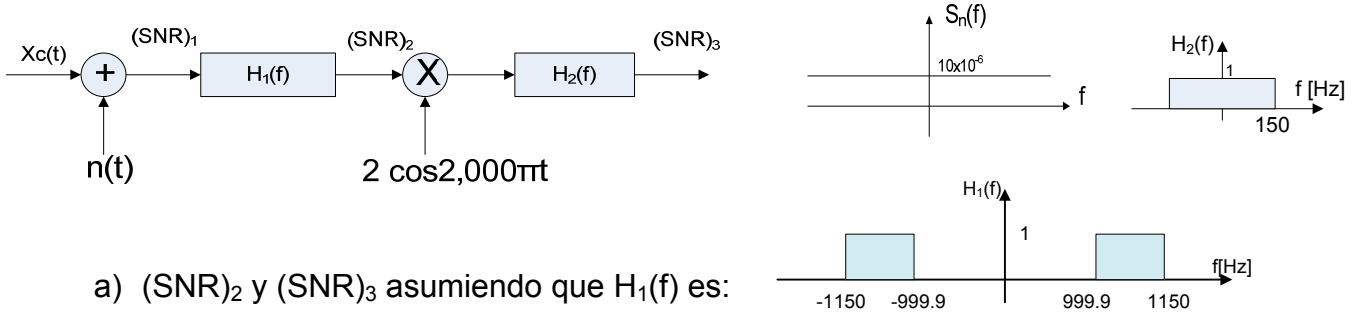 Xc(t)
(SNR)₁
H₁(f)
(SNR)₂
H₂(f)
(SNR)₃
+
X
n(t)
2 cos2,000πt
Sₙ(f)
10x10⁻⁶
f
H₂(f)
1
f [Hz]
150
H₁(f)
1
f[Hz]
-1150 -999.9 999.9 1150
a) (SNR)₂ y (SNR)₃ asumiendo que H₁(f) es: